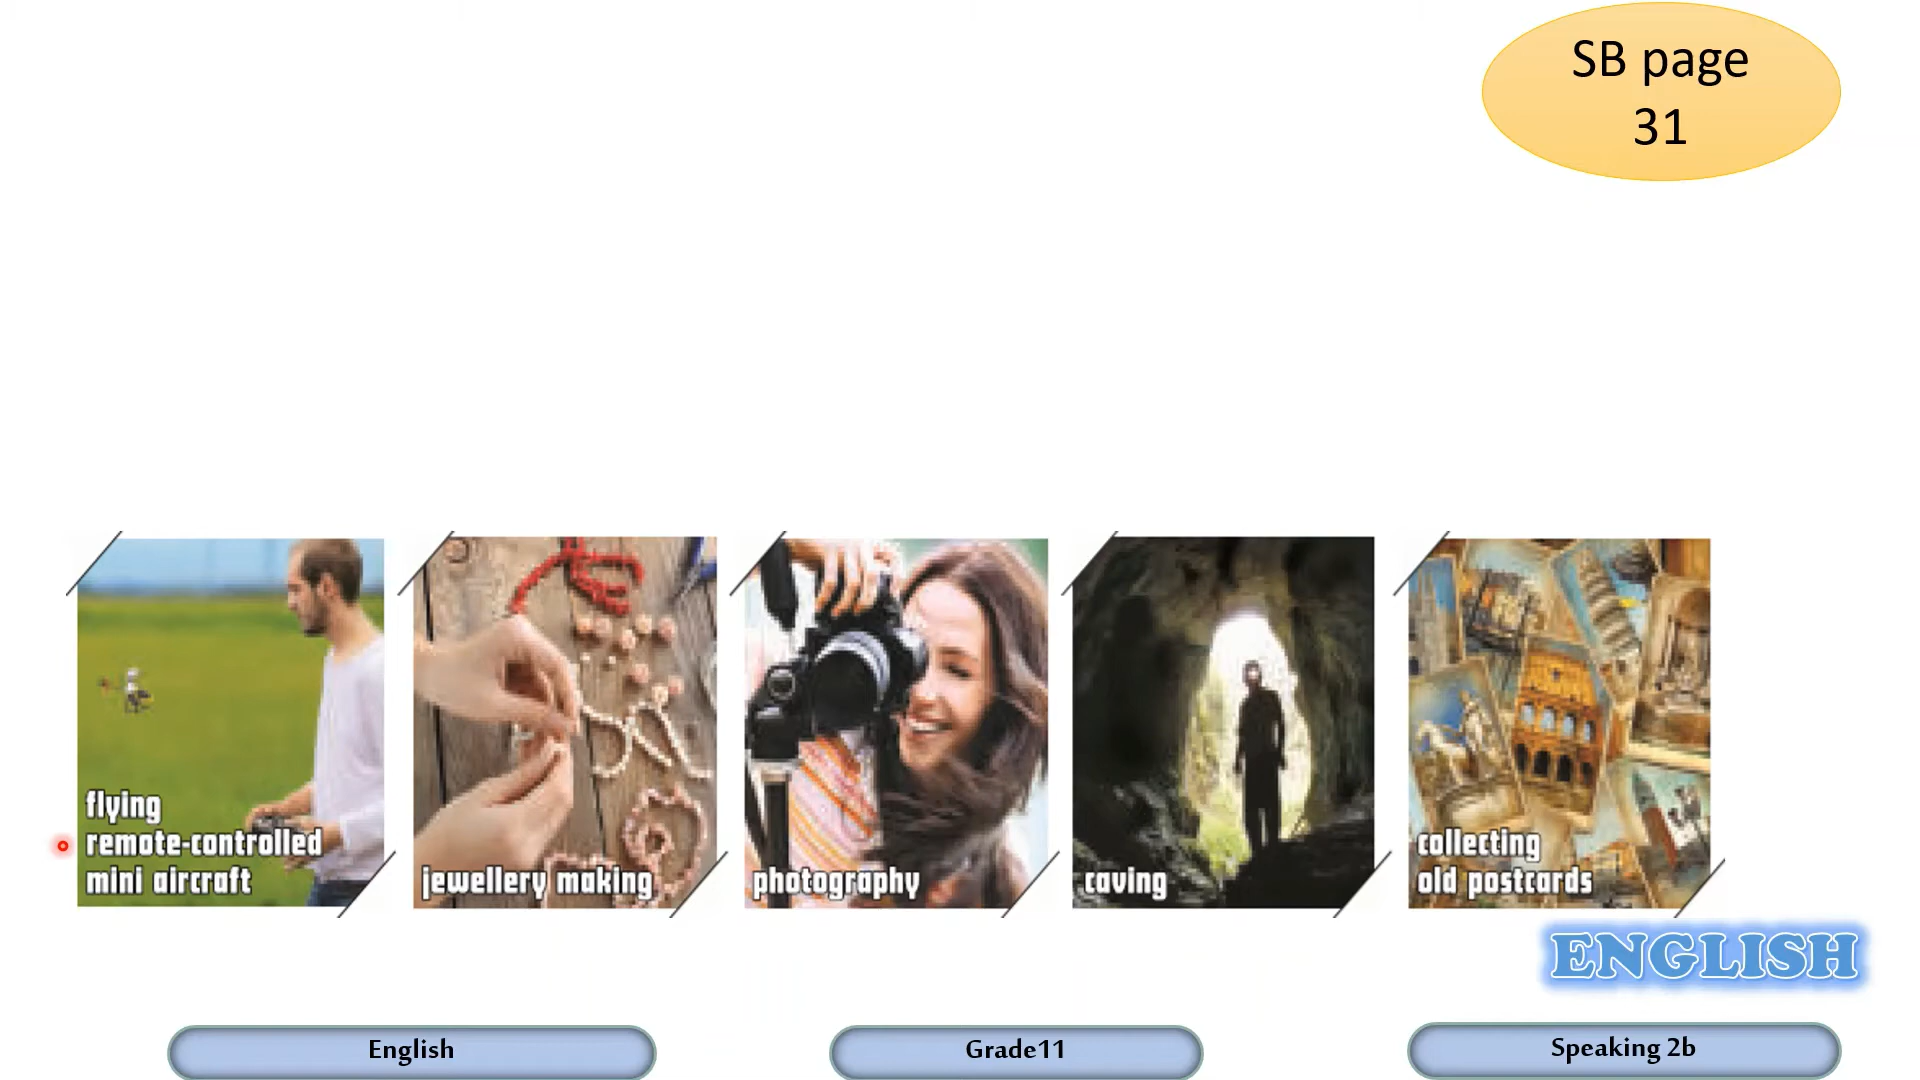 SB page
31
flying
remote-controlled
mini aircraft
jewellery making
photography
caving
collecting
old postcards
ENGLISH
English
Grade11
Speaking 2b